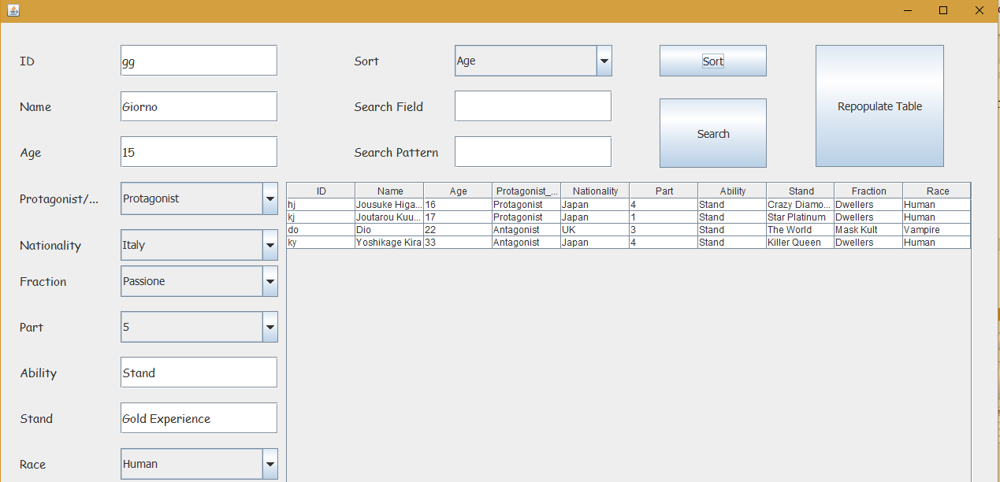 ID gg Sort Age Sort
Name Giorno Search Field Repopulate Table
Age 15 Search Pattern Search
Protagonist/... Protagonist
Nationality Italy
Fraction Passione
Part 5
Ability Stand
Stand Gold Experience
Race Human
ID Name Age Protagonist_... Nationality Part Ability Stand Fraction Race
hj Jousuke Higa... 16 Protagonist Japan 4 Stand Crazy Diamo... Dwellers Human
kj Joutarou Kuu... 17 Protagonist Japan 1 Stand Star Platinum Dwellers Human
do Dio 22 Antagonist UK 3 Stand The World Mask Kult Vampire
ky Yoshikage Kira 33 Antagonist Japan 4 Stand Killer Queen Dwellers Human